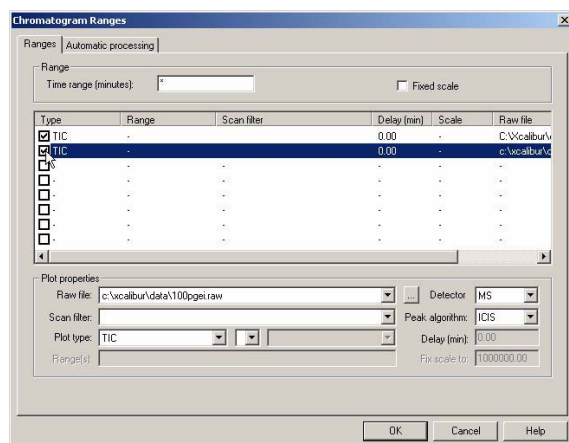 Chromatogram Ranges
Ranges Automatic processing
Range
Time range (minutes): * Fixed scale
Type Range Scan filter Delay (min) Scale Raw file
TIC - 0.00 - C:\Xcalibur\
TIC - 0.00 - c:\xcalibur\
- - - - - -
- - - - - -
- - - - - -
- - - - - -
- - - - - -
- - - - - -
Plot properties
Raw file: c:\xcalibur\data\100pgei.raw ... Detector MS
Scan filter: Peak algorithm: ICIS
Plot type: TIC Delay (min): 0.00
Range(s): Fix scale to: 1000000.00
OK Cancel Help